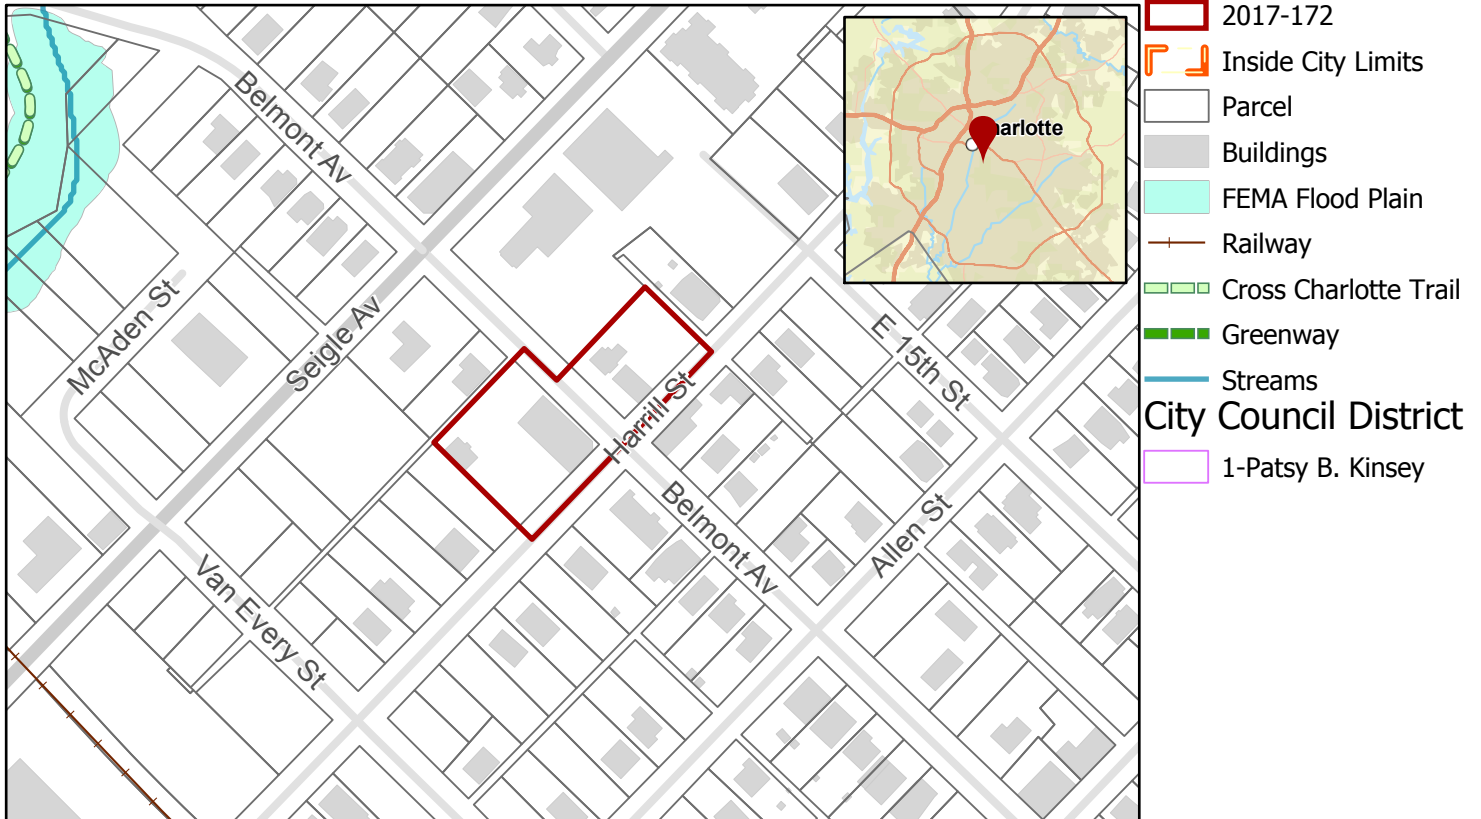 Belmont Av
McAden St
Seigle Av
Harrill St
E 15th St
Belmont Av
Allen St
Van Every St
arlotte
2017-172
Inside City Limits
Parcel
Buildings
FEMA Flood Plain
Railway
Cross Charlotte Trail
Greenway
Streams
City Council District
1-Patsy B. Kinsey